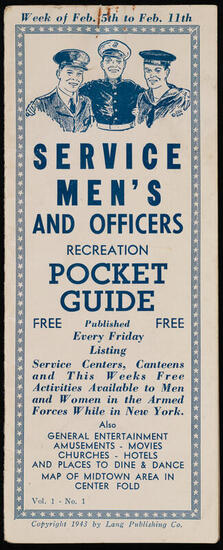 Week of Feb. 5th to Feb. 11th
SERVICE
MEN'S
AND OFFICERS
RECREATION
POCKET
GUIDE
FREE Published FREE
Every Friday
Listing
Service Centers, Canteens
and This Weeks Free
Activities Available to Men
and Women in the Armed
Forces While in New York.
Also
GENERAL ENTERTAINMENT
AMUSEMENTS - MOVIES
CHURCHES - HOTELS
AND PLACES TO DINE & DANCE
MAP OF MIDTOWN AREA IN
CENTER FOLD
Vol. 1 - No. 1
Copyright 1943 by Lang Publishing Co.